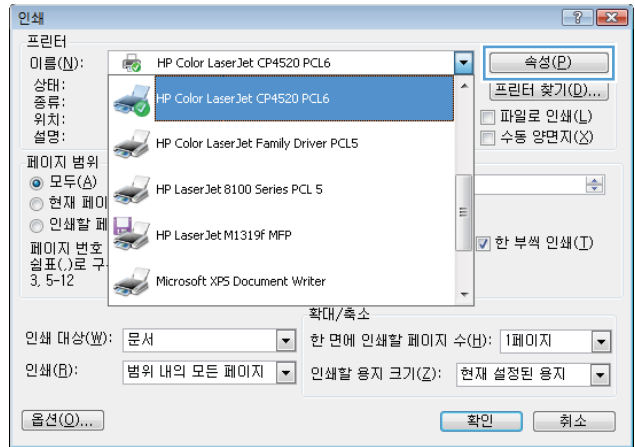 인쇄
프린터
이름(N): HP Color LaserJet CP4520 PCL6 속성(P)
상태: HP Color LaserJet CP4520 PCL6 프린터 찾기(D)...
종류:
위치: 파일로 인쇄(L)
설명: HP Color LaserJet Family Driver PCL5 수동 양면지(X)
페이지 범위
모두(A) HP LaserJet 8100 Series PCL 5
현재 페이
인쇄할 페
HP LaserJet M1319f MFP
페이지 번호 한 부씩 인쇄(T)
쉼표(,)로 구
3, 5-12 Microsoft XPS Document Writer
확대/축소
인쇄 대상(W): 문서 한 면에 인쇄할 페이지 수(H): 1페이지
인쇄(R): 범위 내의 모든 페이지 인쇄할 용지 크기(Z): 현재 설정된 용지
옵션(O)... 확인 취소